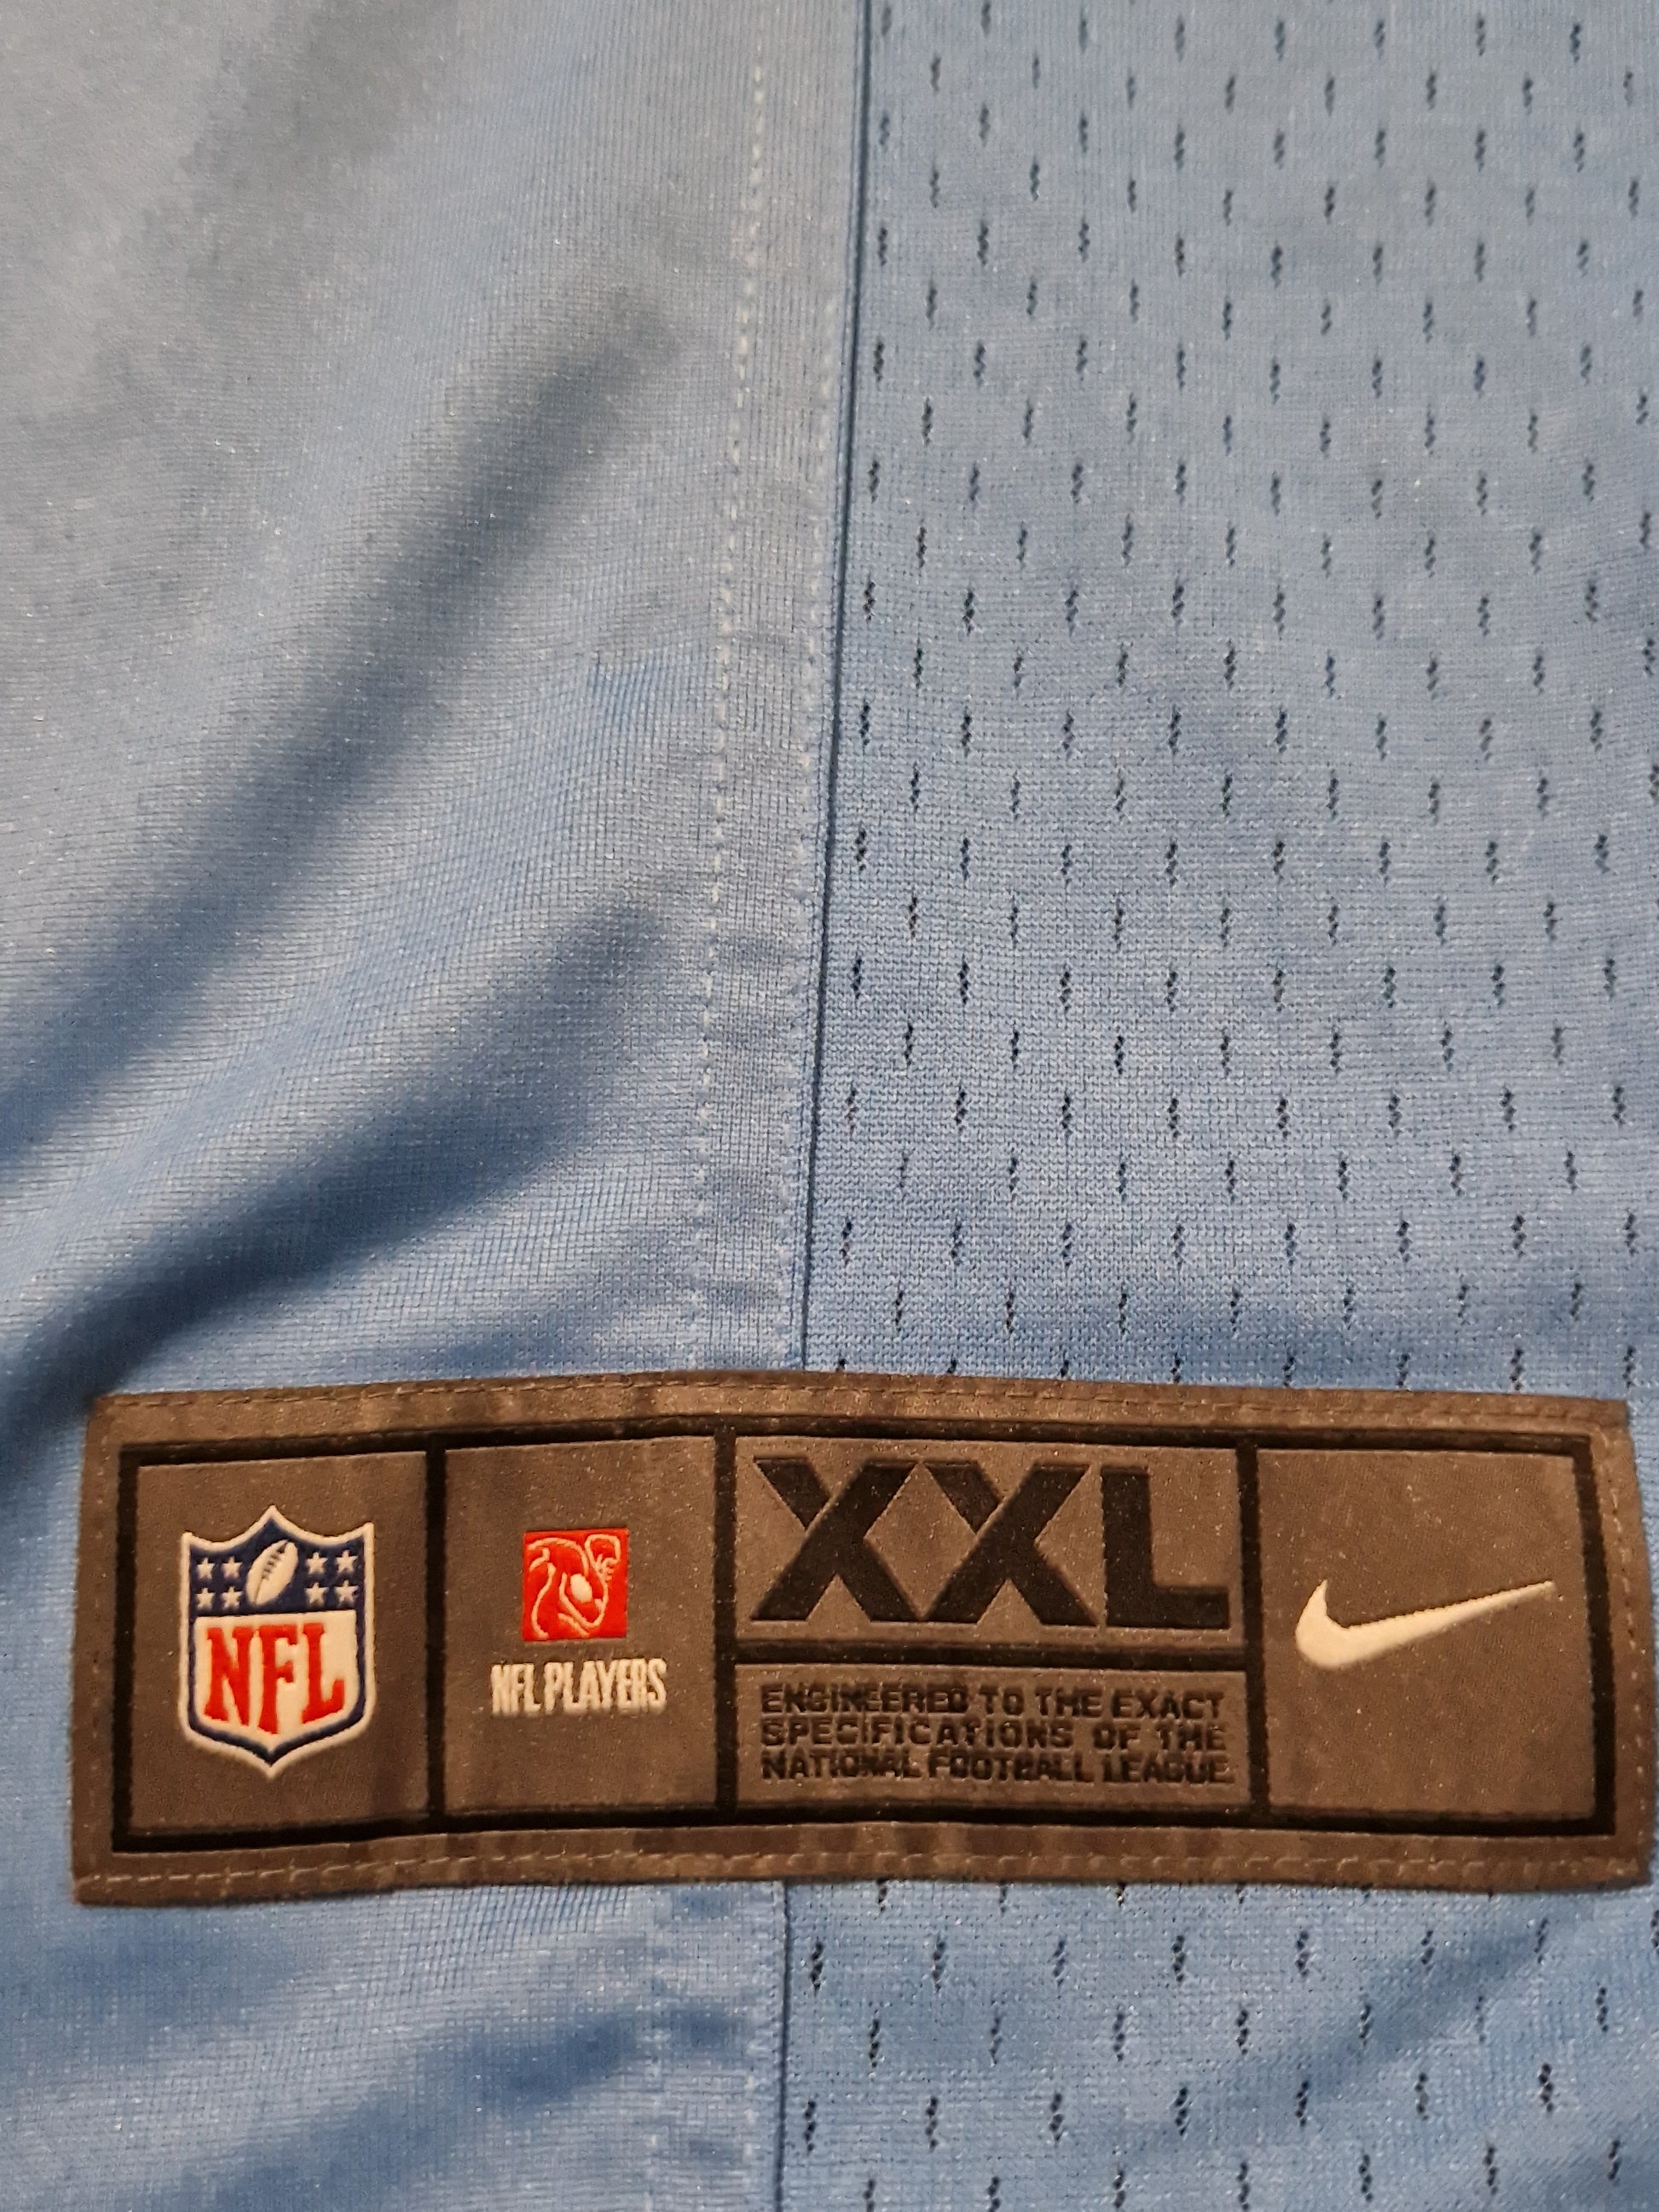 NFL
NFL PLAYERS
XXL
ENGINEERED TO THE EXACT
SPECIFICATIONS OF THE
NATIONAL FOOTBALL LEAGUE